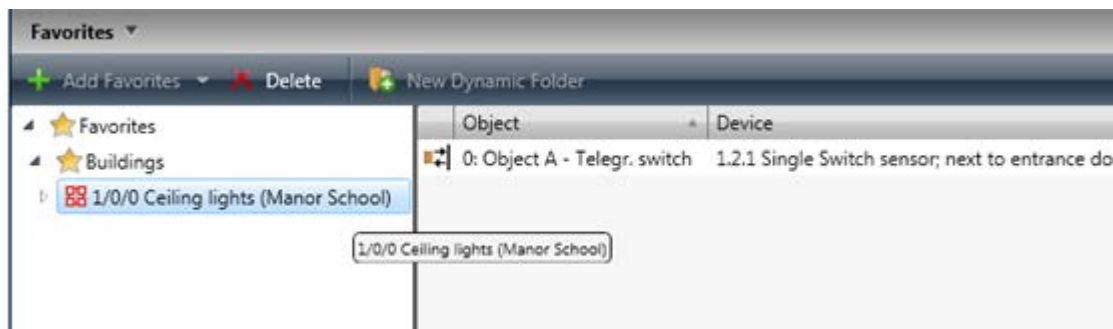 Favorites
Add Favorites Delete New Dynamic Folder
Favorites
Buildings
1/0/0 Ceiling lights (Manor School)
Object Device
0: Object A - Telegr. switch 1.2.1 Single Switch sensor; next to entrance do
1/0/0 Ceiling lights (Manor School)